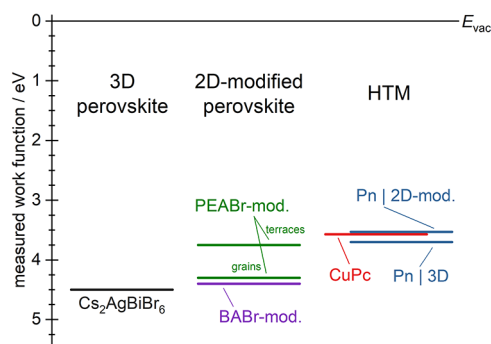 0
E_vac
1
3D
perovskite
2D-modified
perovskite
HTM
2
3
4
5
measured work function / eV
Pn | 2D-mod.
PEABr-mod.
terraces
grains
CuPc
Pn | 3D
Cs₂AgBiBr₆
BABr-mod.